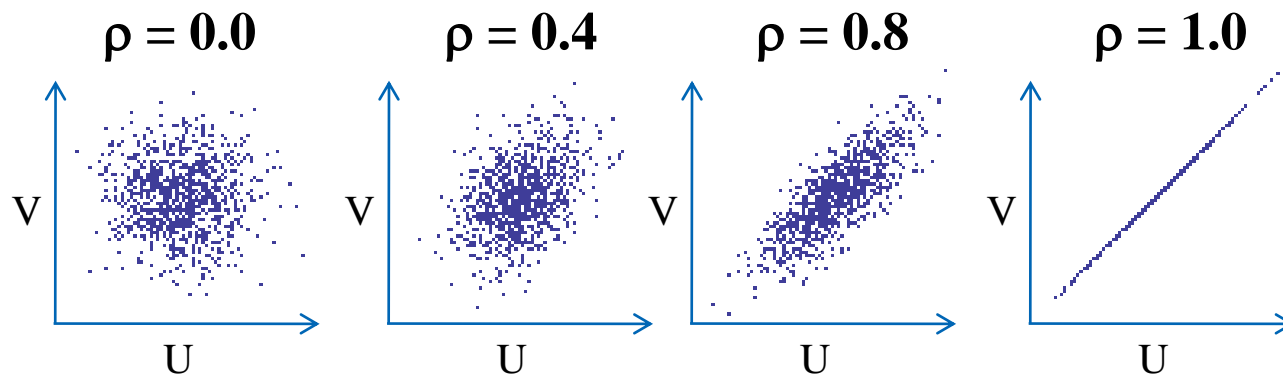 ρ = 0.0 ρ = 0.4 ρ = 0.8 ρ = 1.0
V V V V
U U U U